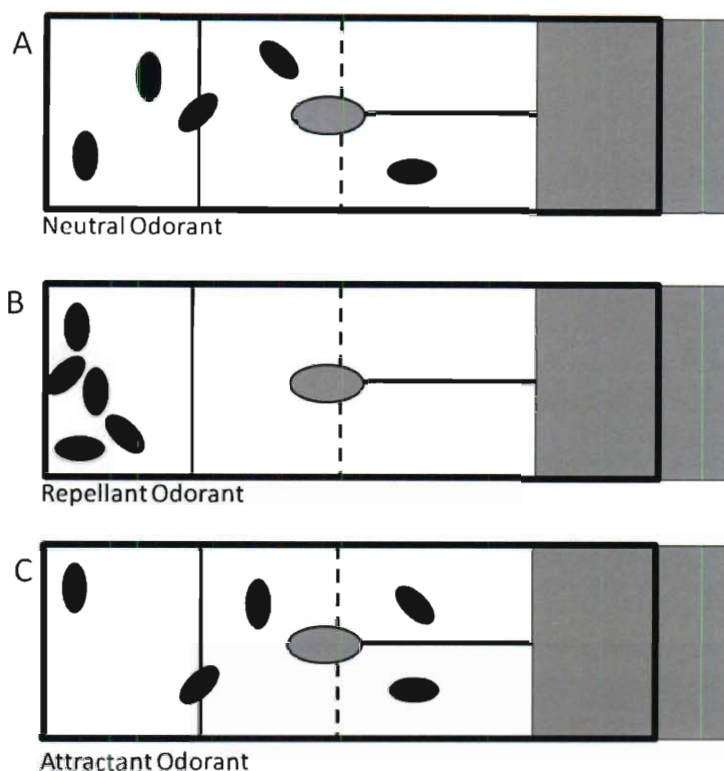 A
Neutral Odorant
B
Repellant Odorant
C
Attractant Odorant